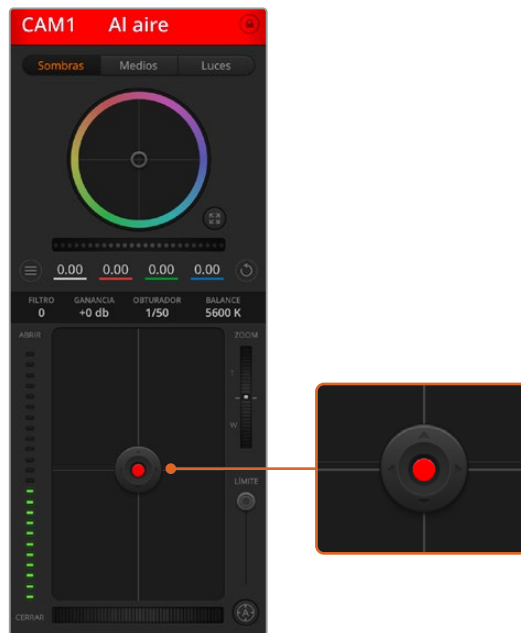 CAM1 Al aire
Sombras Medios Luces
0.00 0.00 0.00 0.00
FILTRO GANANCIA OBTURADOR BALANCE
0 +0 db 1/50 5600 K
ABRIR ZOOM
T
W
LÍMITE
CERRAR A